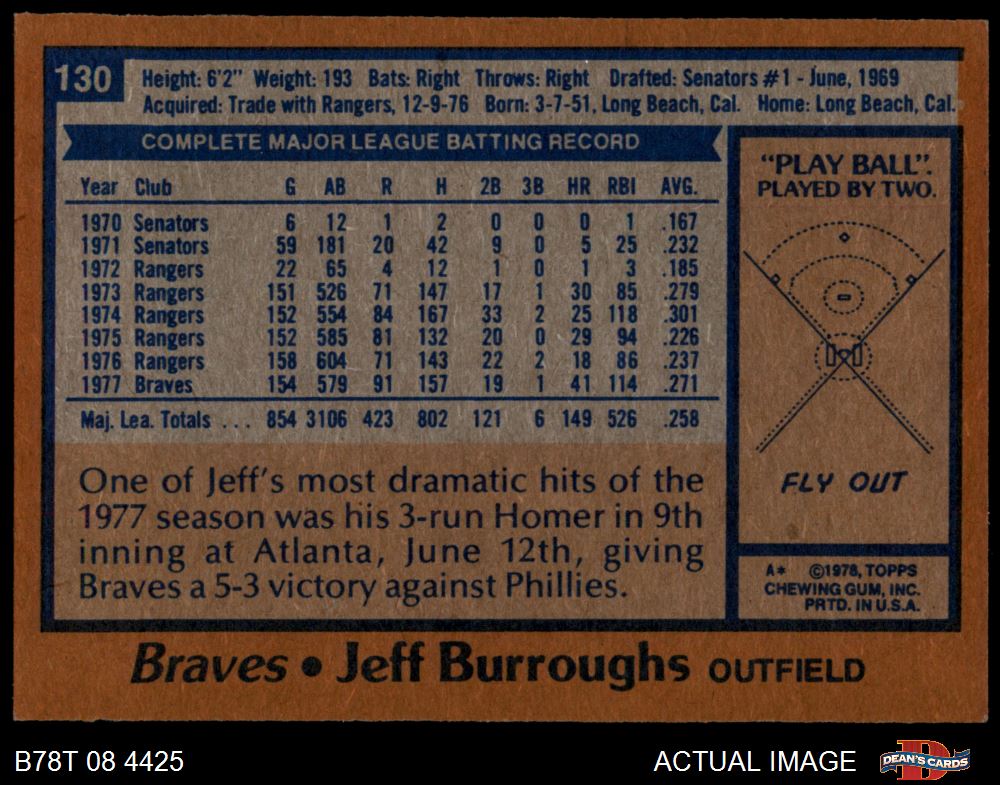 130
Height: 6'2" Weight: 193 Bats: Right Throws: Right Drafted: Senators #1 - June, 1969
Acquired: Trade with Rangers, 12-9-76 Born: 3-7-51, Long Beach, Cal. Home: Long Beach, Cal.
COMPLETE MAJOR LEAGUE BATTING RECORD
Year Club G AB R H 2B 3B HR RBI AVG.
1970 Senators 6 12 1 2 0 0 0 1 .167
1971 Senators 59 181 20 42 9 0 5 25 .232
1972 Rangers 22 65 4 12 1 0 1 3 .185
1973 Rangers 151 526 71 147 17 1 30 85 .279
1974 Rangers 152 554 84 167 33 2 25 118 .301
1975 Rangers 152 585 81 132 20 0 29 94 .226
1976 Rangers 158 604 71 143 22 2 18 86 .237
1977 Braves 154 579 91 157 19 1 41 114 .271
Maj. Lea. Totals ... 854 3106 423 802 121 6 149 526 .258
One of Jeff's most dramatic hits of the
1977 season was his 3-run Homer in 9th
inning at Atlanta, June 12th, giving
Braves a 5-3 victory against Phillies.
"PLAY BALL".
PLAYED BY TWO.
FLY OUT
A* ©1978, TOPPS
CHEWING GUM, INC.
PRTD. IN U.S.A.
Braves • Jeff Burroughs OUTFIELD
B78T 08 4425
ACTUAL IMAGE
D
DEAN'S CARDS